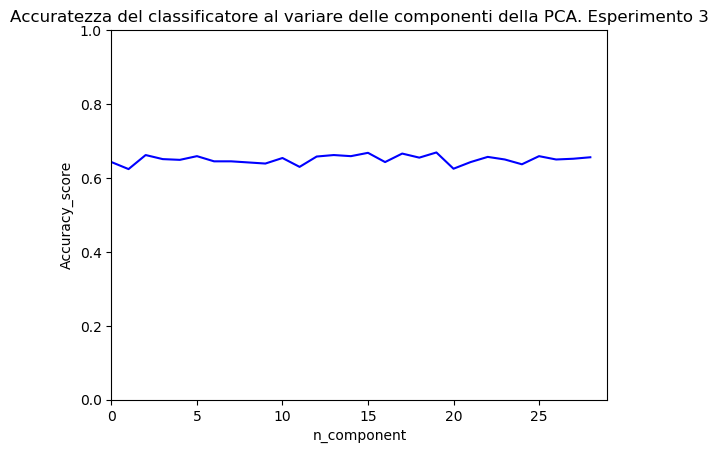 Accuratezza del classificatore al variare delle componenti della PCA. Esperimento 3
1.0
0.8
0.6
0.4
0.2
0.0
Accuracy_score
0 5 10 15 20 25
n_component